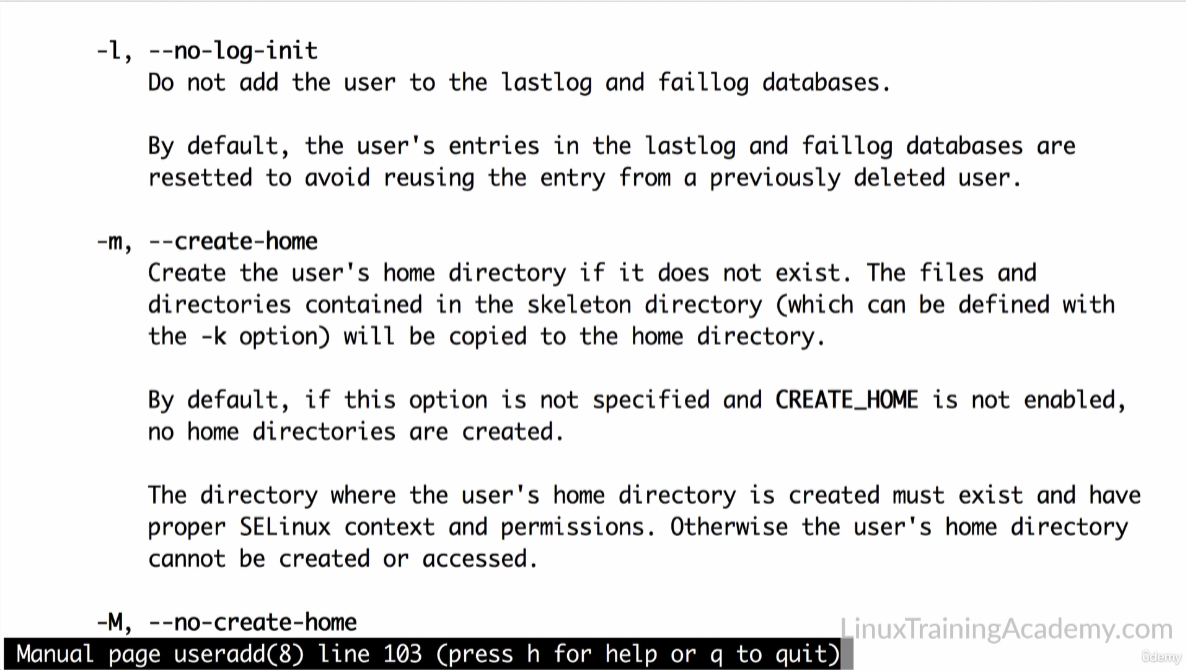 -l, --no-log-init
Do not add the user to the lastlog and faillog databases.
By default, the user's entries in the lastlog and faillog databases are
resetted to avoid reusing the entry from a previously deleted user.
-m, --create-home
Create the user's home directory if it does not exist. The files and
directories contained in the skeleton directory (which can be defined with
the -k option) will be copied to the home directory.
By default, if this option is not specified and CREATE_HOME is not enabled,
no home directories are created.
The directory where the user's home directory is created must exist and have
proper SELinux context and permissions. Otherwise the user's home directory
cannot be created or accessed.
-M, --no-create-home
Manual page useradd(8) line 103 (press h for help or q to quit)
LinuxTrainingAcademy.com
ûdemy